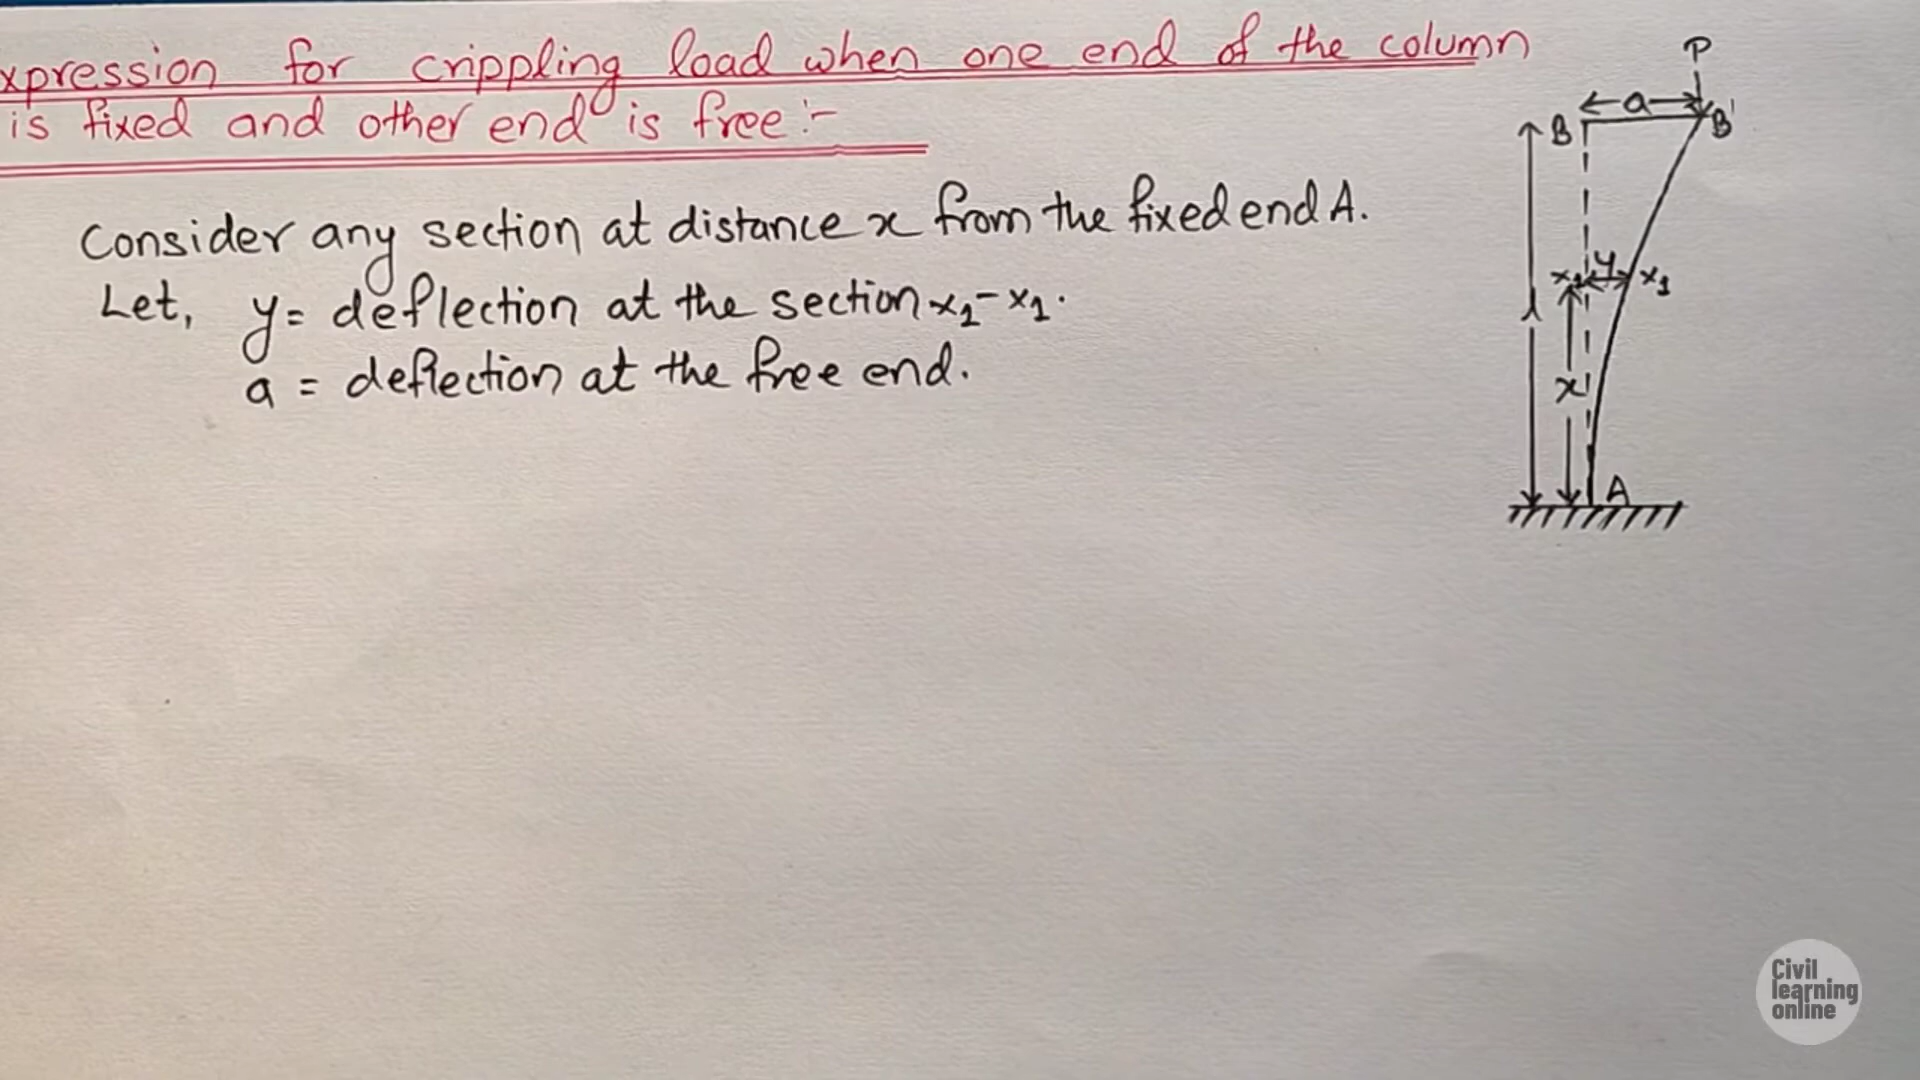 xpression for crippling load when one end of the column
is fixed and other end is free :-
Consider any section at distance x from the fixed end A.
Let, y = deflection at the section x1-x1.
a = deflection at the free end.
P
a
B B'
x1 y x1
l
x
A
Civil
learning
online